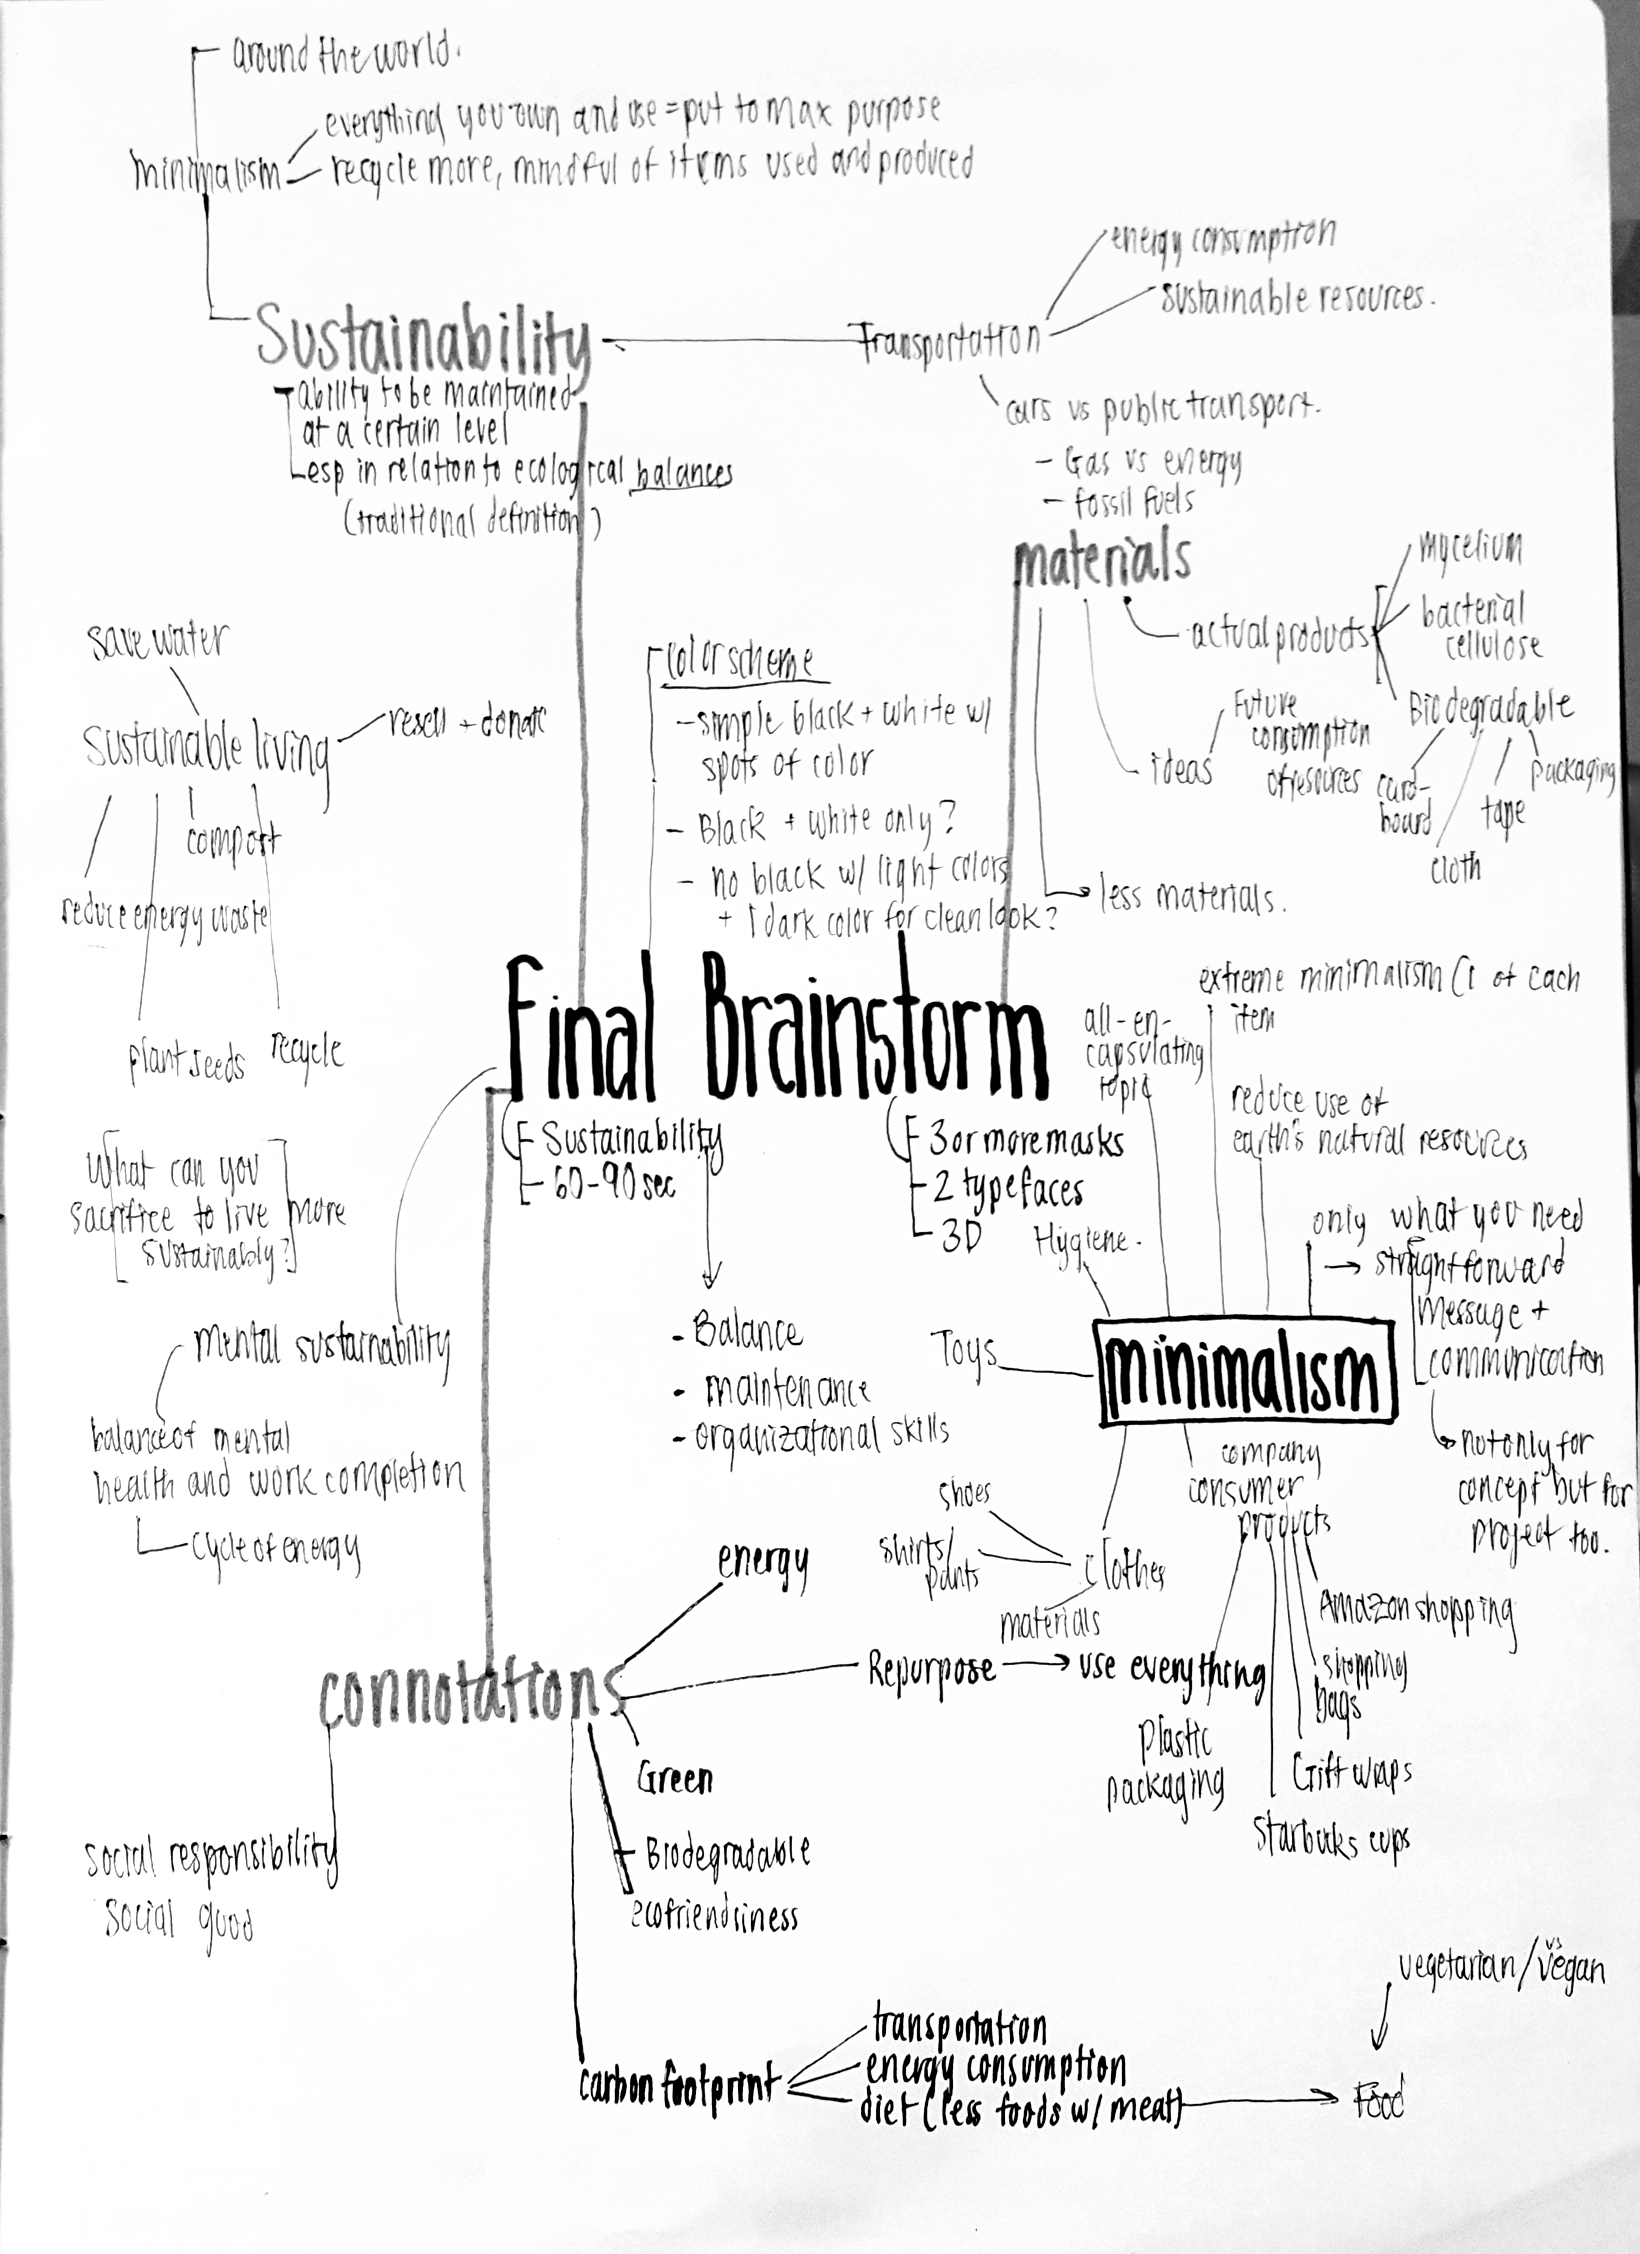 around the world.
everything you own and use = put to max purpose
minimalism
recycle more, mindful of items used and produced
energy consumption
sustainable resources.
Sustainability
Transportation
ability to be maintained
at a certain level
esp in relation to ecological balances
(traditional definition)
cars vs public transport.
- Gas vs energy
- fossil fuels
materials
mycelium
actual products
bacterial
cellulose
Biodegradable
card-
board
cloth
tape
packaging
ideas
Future
consumption
of resources
less materials.
save water
Sustainable living
resell + donate
compost
reduce energy waste
plant seeds
recycle
color scheme
- simple black + white w/
spots of color
- Black + white only?
- no black w/ light colors
+ 1 dark color for clean look?
Final Brainstorm
Sustainability
- 60-90 sec
3 or more masks
2 typefaces
3D
- Balance
- maintenance
- organizational skills
What can you
sacrifice to live more
sustainably?
mental sustainability
balance of mental
health and work completion
cycle of energy
all-en-
capsulating
topic
extreme minimalism (1 of each
item
reduce use of
earth's natural resources
only what you need
→ straight forward
message +
communication
not only for
concept but for
project too.
Hygiene.
Toys
minimalism
company
consumer
products
shoes
shirts/
pants
clothes
materials
Amazon shopping
shopping
bags
Gift wraps
Starbucks cups
Plastic
packaging
energy
connotations
Repurpose → use everything
Green
Biodegradable
ecofriendliness
social responsibility
social good
carbon footprint
transportation
energy consumption
diet (less foods w/ meat)
Food
vs
vegetarian/vegan